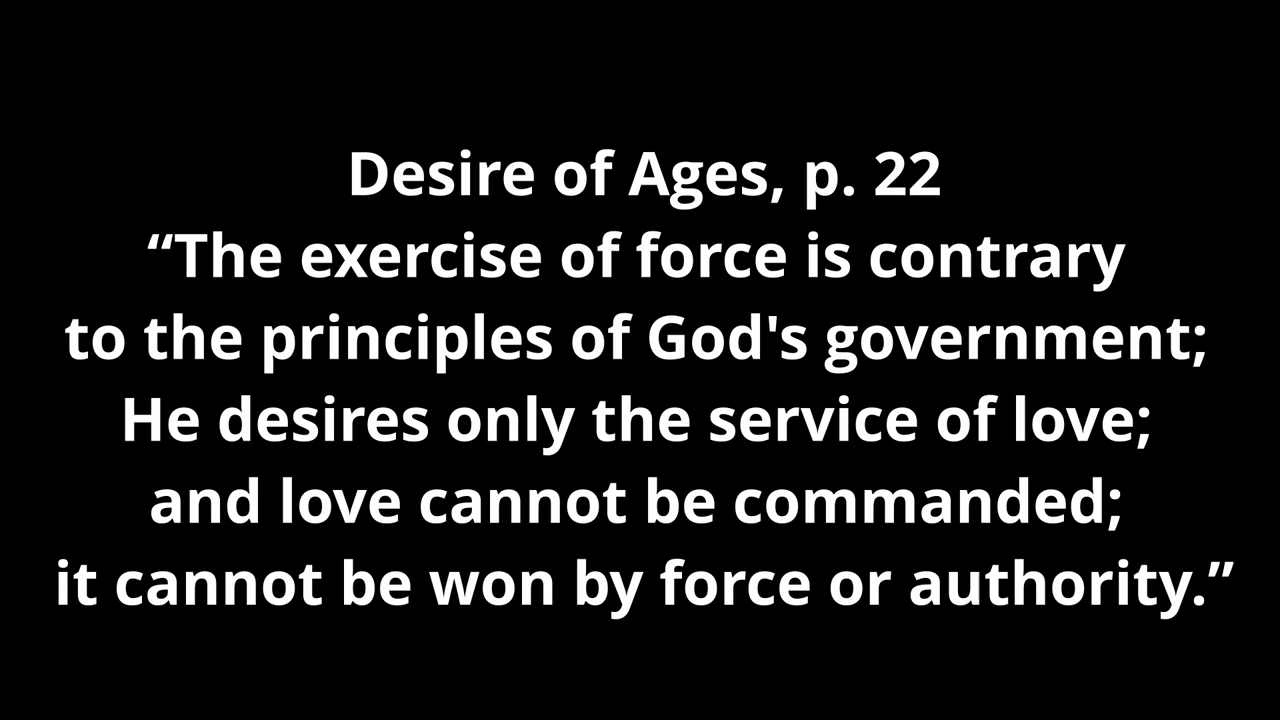 Desire of Ages, p. 22
“The exercise of force is contrary
to the principles of God's government;
He desires only the service of love;
and love cannot be commanded;
it cannot be won by force or authority.”